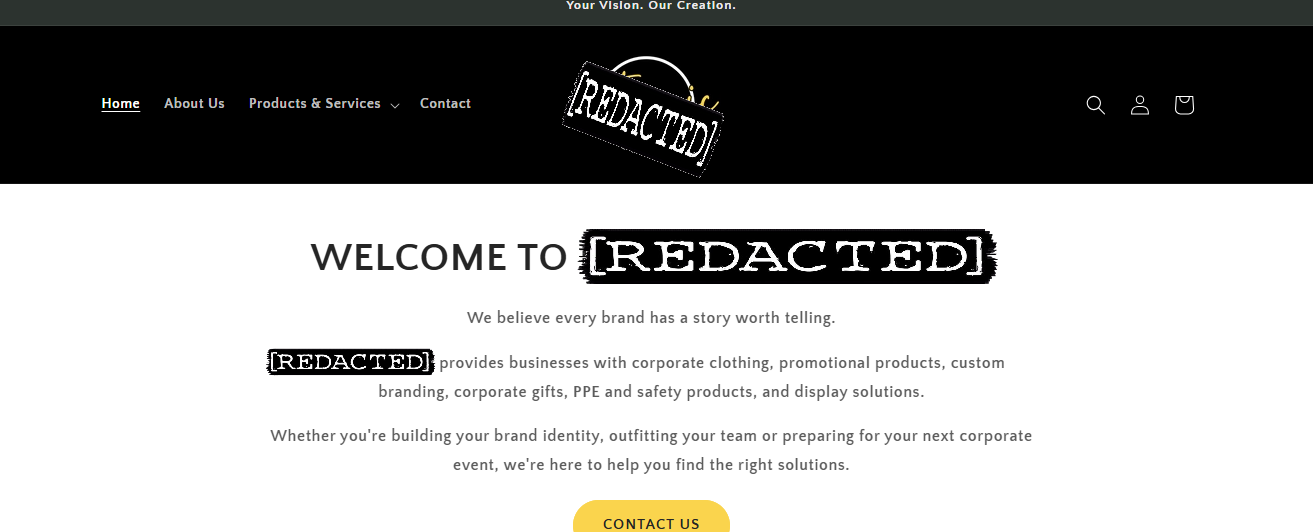 Your Vision. Our Creation.
Home About Us Products & Services Contact
[REDACTED]
WELCOME TO [REDACTED]
We believe every brand has a story worth telling.
[REDACTED] provides businesses with corporate clothing, promotional products, custom
branding, corporate gifts, PPE and safety products, and display solutions.
Whether you're building your brand identity, outfitting your team or preparing for your next corporate
event, we're here to help you find the right solutions.
CONTACT US